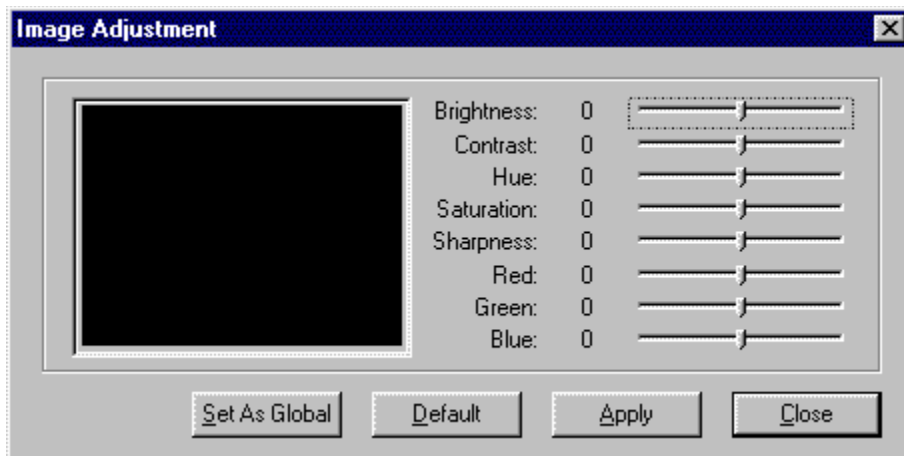 Image Adjustment
Brightness: 0
Contrast: 0
Hue: 0
Saturation: 0
Sharpness: 0
Red: 0
Green: 0
Blue: 0
Set As Global Default Apply Close